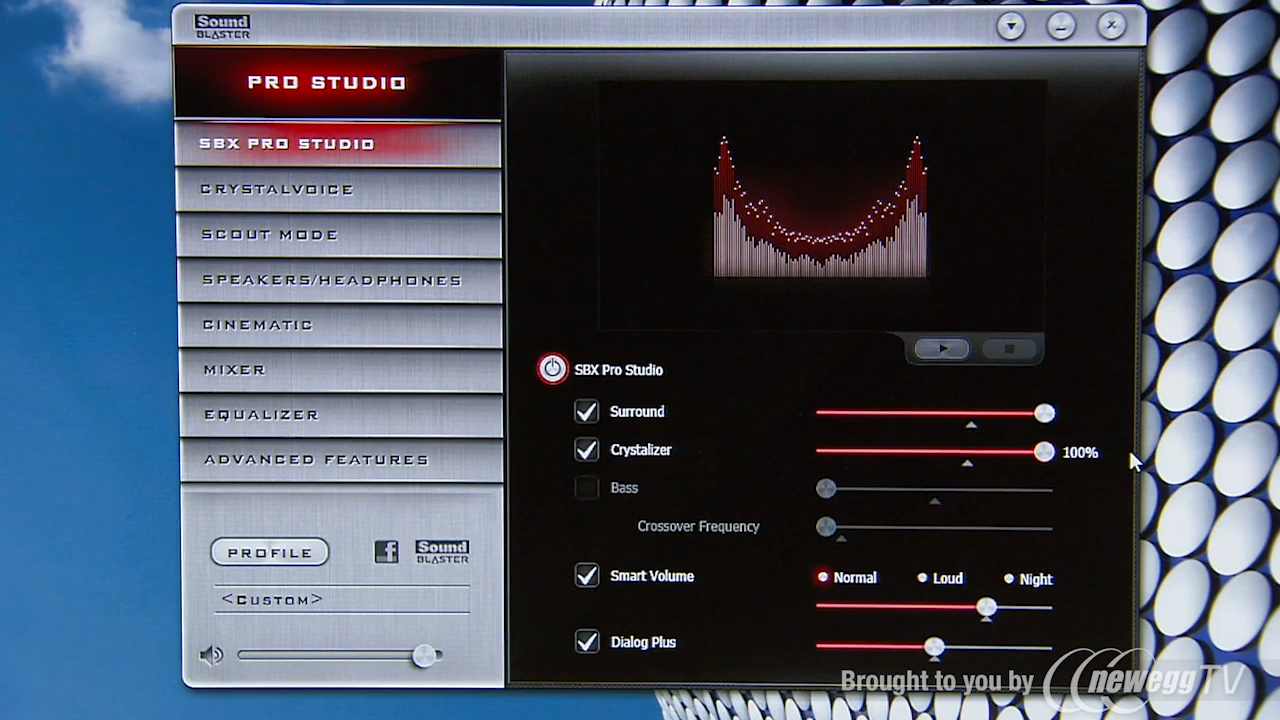 Sound
BLASTER
PRO STUDIO
SBX PRO STUDIO
CRYSTALVOICE
SCOUT MODE
SPEAKERS/HEADPHONES
CINEMATIC
MIXER
EQUALIZER
ADVANCED FEATURES
PROFILE
f
Sound
BLASTER
<CUSTOM>
SBX Pro Studio
Surround
Crystalizer 100%
Bass
Crossover Frequency
Smart Volume Normal Loud Night
Dialog Plus
Brought to you by newegg TV